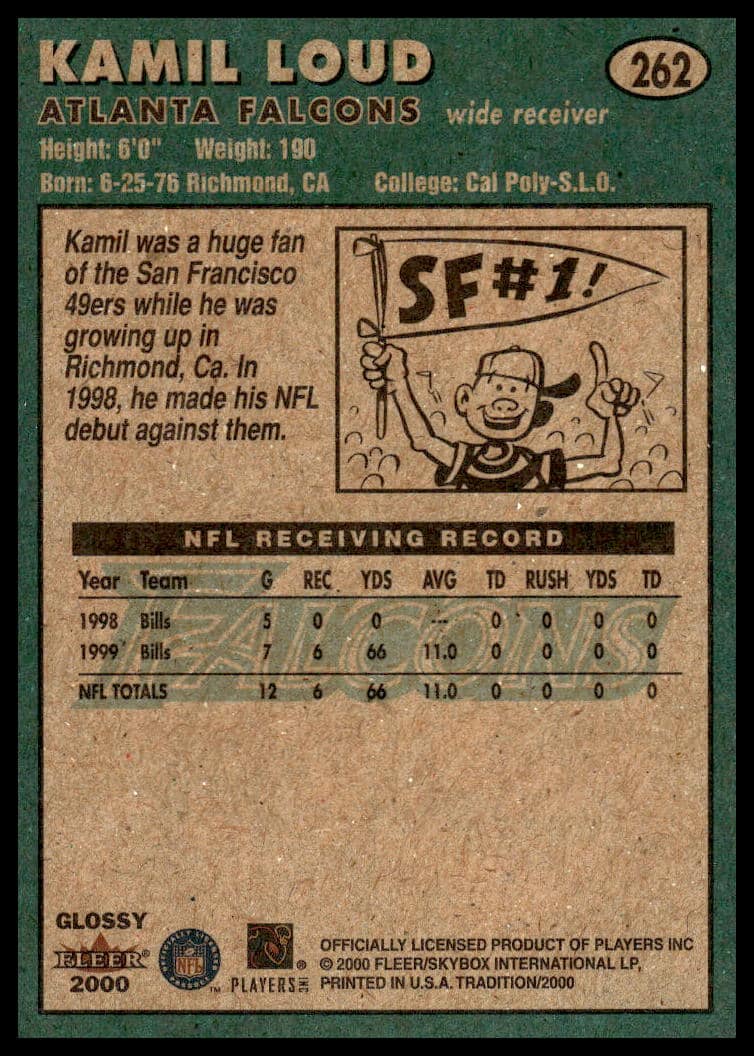 KAMIL LOUD
262
ATLANTA FALCONS wide receiver
Height: 6'0" Weight: 190
Born: 6-25-76 Richmond, CA College: Cal Poly-S.L.O.
Kamil was a huge fan
of the San Francisco
49ers while he was
growing up in
Richmond, Ca. In
1998, he made his NFL
debut against them.
SF #1!
NFL RECEIVING RECORD
Year Team G REC YDS AVG TD RUSH YDS TD
1998 Bills 5 0 0 --- 0 0 0 0
1999 Bills 7 6 66 11.0 0 0 0 0
FALCONS
NFL TOTALS 12 6 66 11.0 0 0 0 0
GLOSSY
FLEER®
2000
NFL
™
PLAYERS INC
®
OFFICIALLY LICENSED PRODUCT OF PLAYERS INC
© 2000 FLEER/SKYBOX INTERNATIONAL LP,
PRINTED IN U.S.A. TRADITION/2000